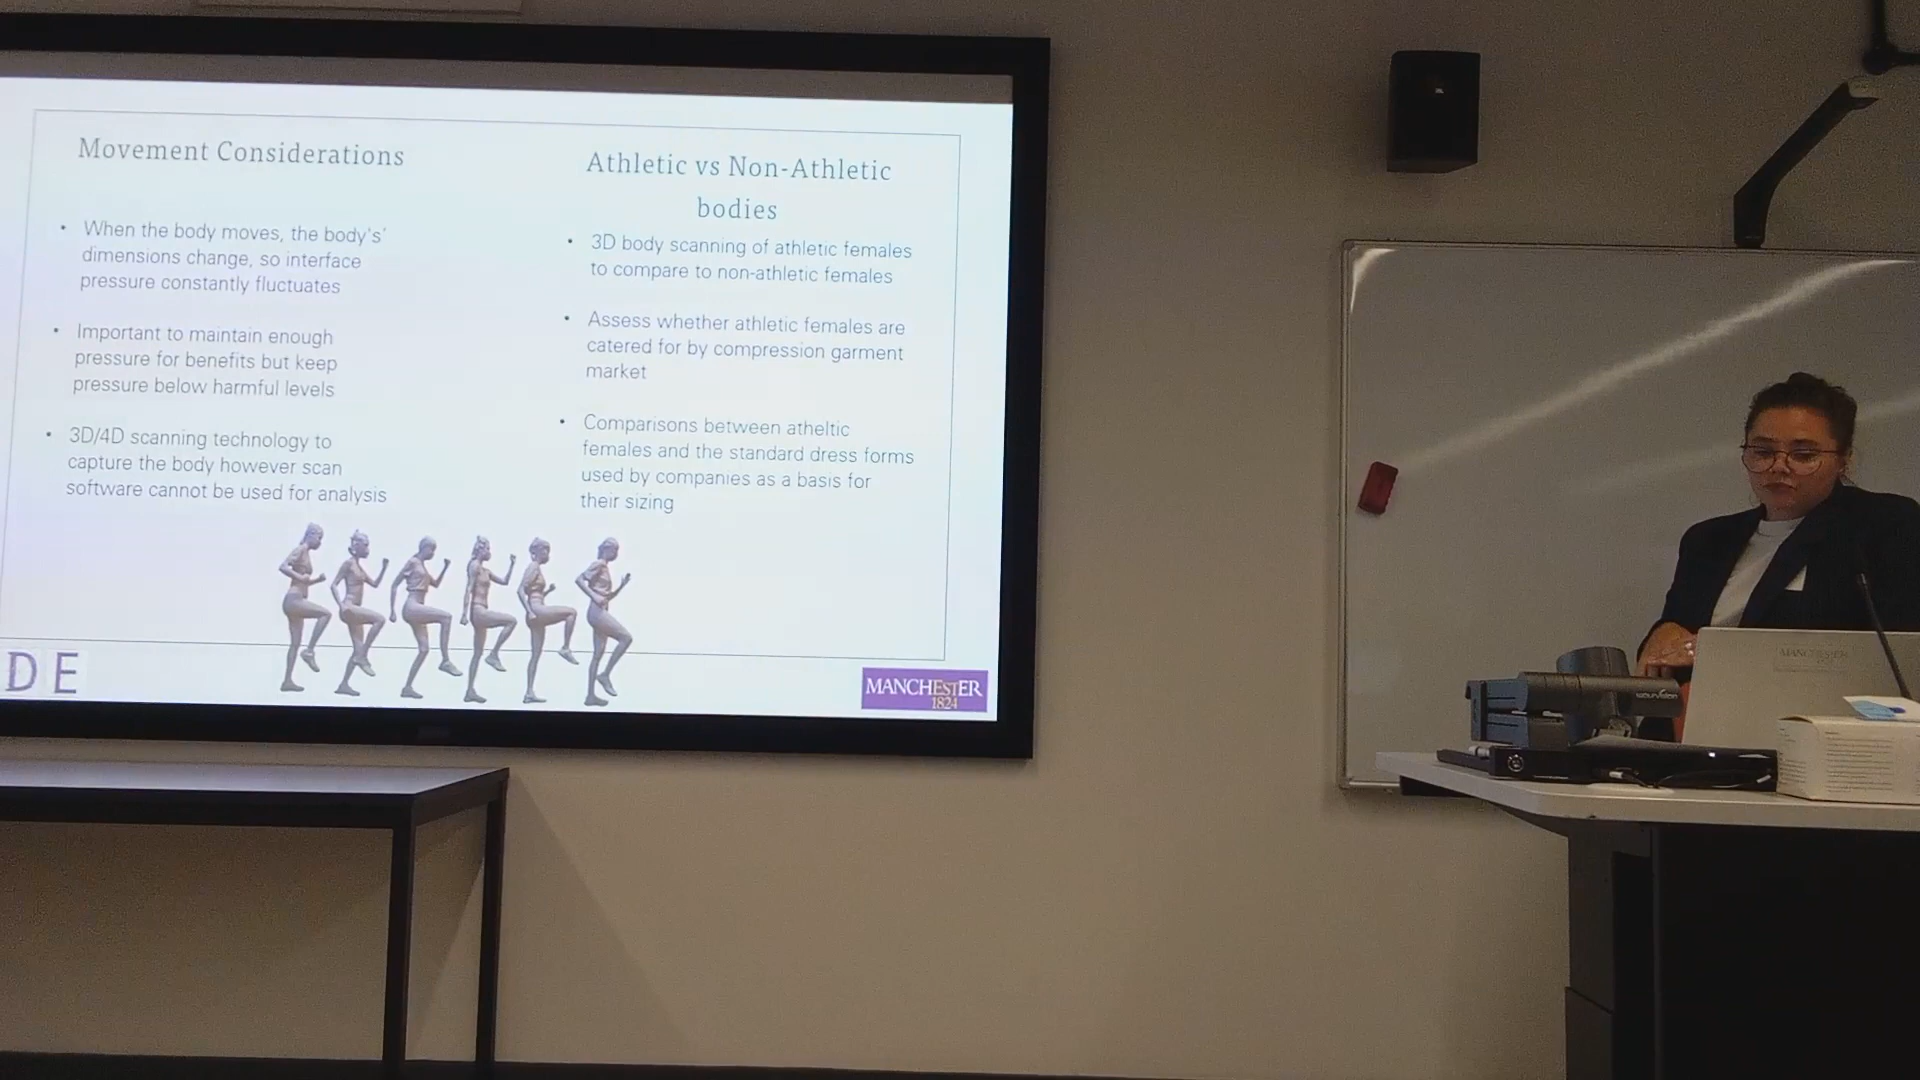 Movement Considerations
• When the body moves, the body's'
dimensions change, so interface
pressure constantly fluctuates
• Important to maintain enough
pressure for benefits but keep
pressure below harmful levels
• 3D/4D scanning technology to
capture the body however scan
software cannot be used for analysis
Athletic vs Non-Athletic
bodies
• 3D body scanning of athletic females
to compare to non-athletic females
• Assess whether athletic females are
catered for by compression garment
market
• Comparisons between atheltic
females and the standard dress forms
used by companies as a basis for
their sizing
DE
MANCHESTER
1824
MANCHESTER
1824
wolfvision